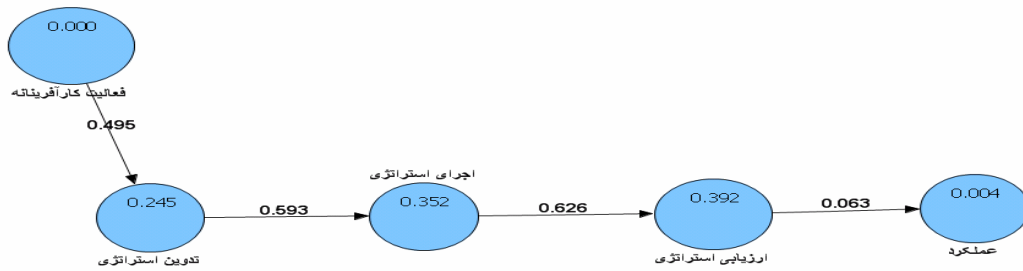 0.000
فعالیت کارآفرینانه
0.495
0.245
تدوین استراتژی
0.593
اجرای استراتژی
0.352
0.626
0.392
ارزیابی استراتژی
0.063
0.004
عملکرد